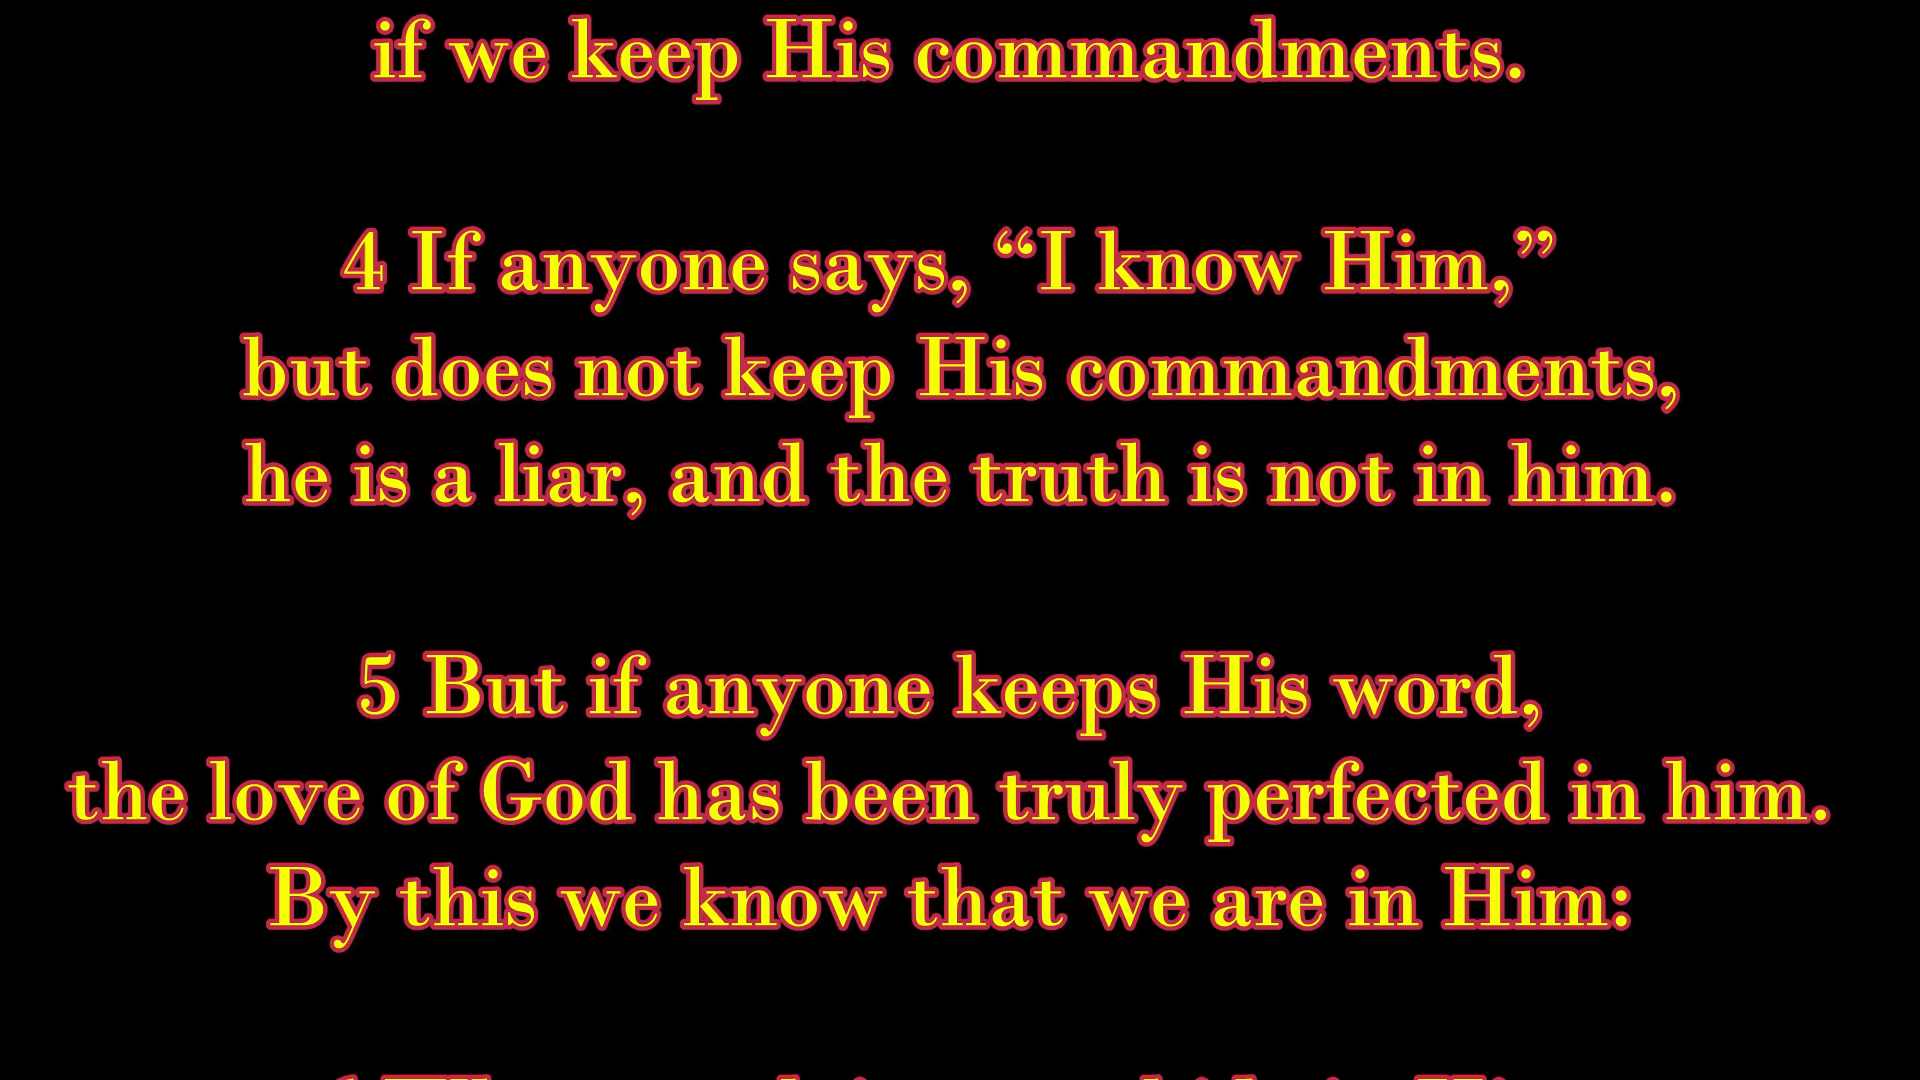 if we keep His commandments.
4 If anyone says, “I know Him,”
but does not keep His commandments,
he is a liar, and the truth is not in him.
5 But if anyone keeps His word,
the love of God has been truly perfected in him.
By this we know that we are in Him: